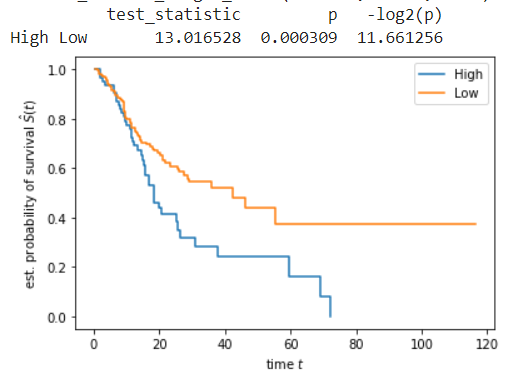 test_statistic p -log2(p)
High Low 13.016528 0.000309 11.661256
High
Low
est. probability of survival Ŝ(t)
1.0
0.8
0.6
0.4
0.2
0.0
0 20 40 60 80 100 120
time t